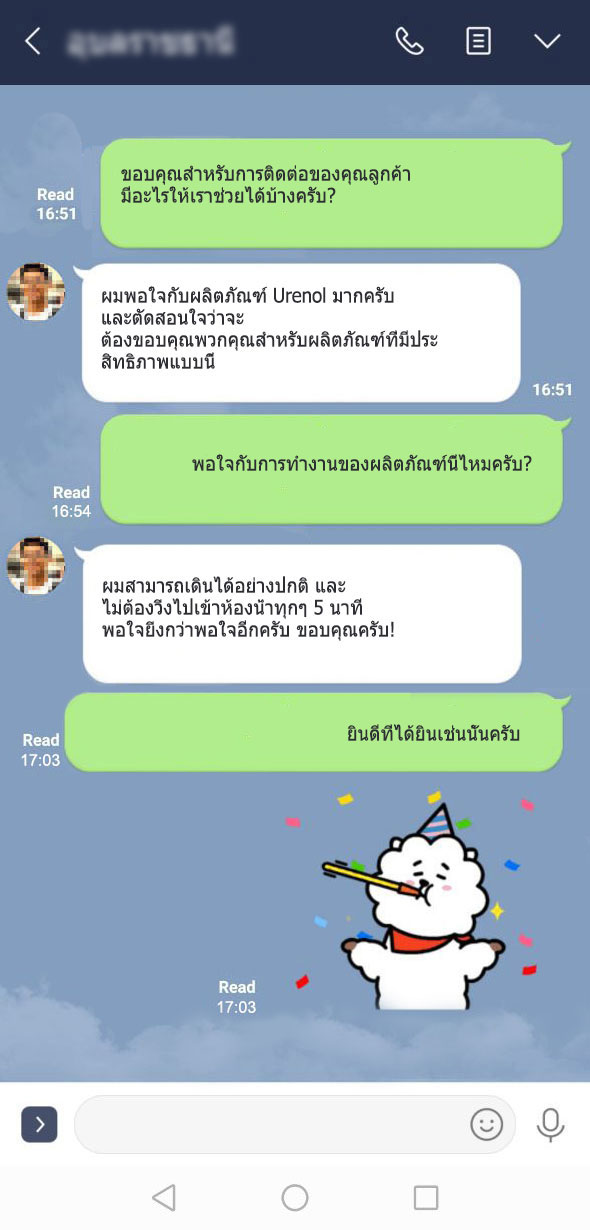 ขอบคุณสำหรับการติดต่อของคุณลูกค้า
มีอะไรให้เราช่วยได้บ้างครับ?
Read
16:51
ผมพอใจกับผลิตภัณฑ์ Urenol มากครับ
และตัดสอนใจว่าจะ
ต้องขอบคุณพวกคุณสำหรับผลิตภัณฑ์ที่มีประ
สิทธิภาพแบบนี้
16:51
พอใจกับการทำงานของผลิตภัณฑ์นี้ไหมครับ?
Read
16:54
ผมสามารถเดินได้อย่างปกติ และ
ไม่ต้องวิ่งไปเข้าห้องน้ำทุกๆ 5 นาที
พอใจยิ่งกว่าพอใจอีกครับ ขอบคุณครับ!
ยินดีที่ได้ยินเช่นนั้นครับ
Read
17:03
Read
17:03